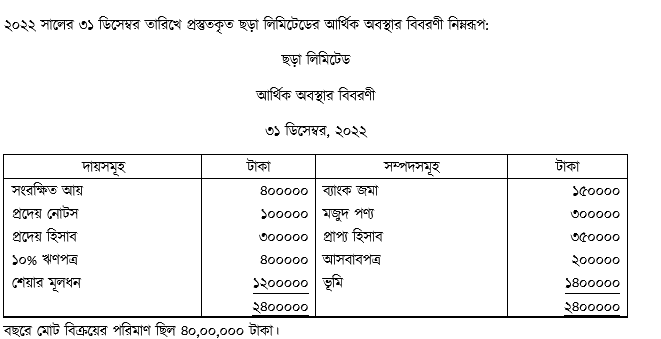 ২০২২ সালের ৩১ ডিসেম্বর তারিখে প্রস্তুতকৃত ছড়া লিমিটেডের আর্থিক অবস্থার বিবরণী নিম্নরূপ:
ছড়া লিমিটেড
আর্থিক অবস্থার বিবরণী
৩১ ডিসেম্বর, ২০২২
দায়সমূহ টাকা সম্পদসমূহ টাকা
সংরক্ষিত আয় ৪০০০০০ ব্যাংক জমা ১৫০০০০
প্রদেয় নোটস ১০০০০০ মজুদ পণ্য ৩০০০০০
প্রদেয় হিসাব ৩০০০০০ প্রাপ্য হিসাব ৩৫০০০০
১০% ঋণপত্র ৪০০০০০ আসবাবপত্র ২০০০০০
শেয়ার মূলধন ১২০০০০০ ভূমি ১৪০০০০০
২৪০০০০০ ২৪০০০০০
বছরে মোট বিক্রয়ের পরিমাণ ছিল ৪০,০০,০০০ টাকা।